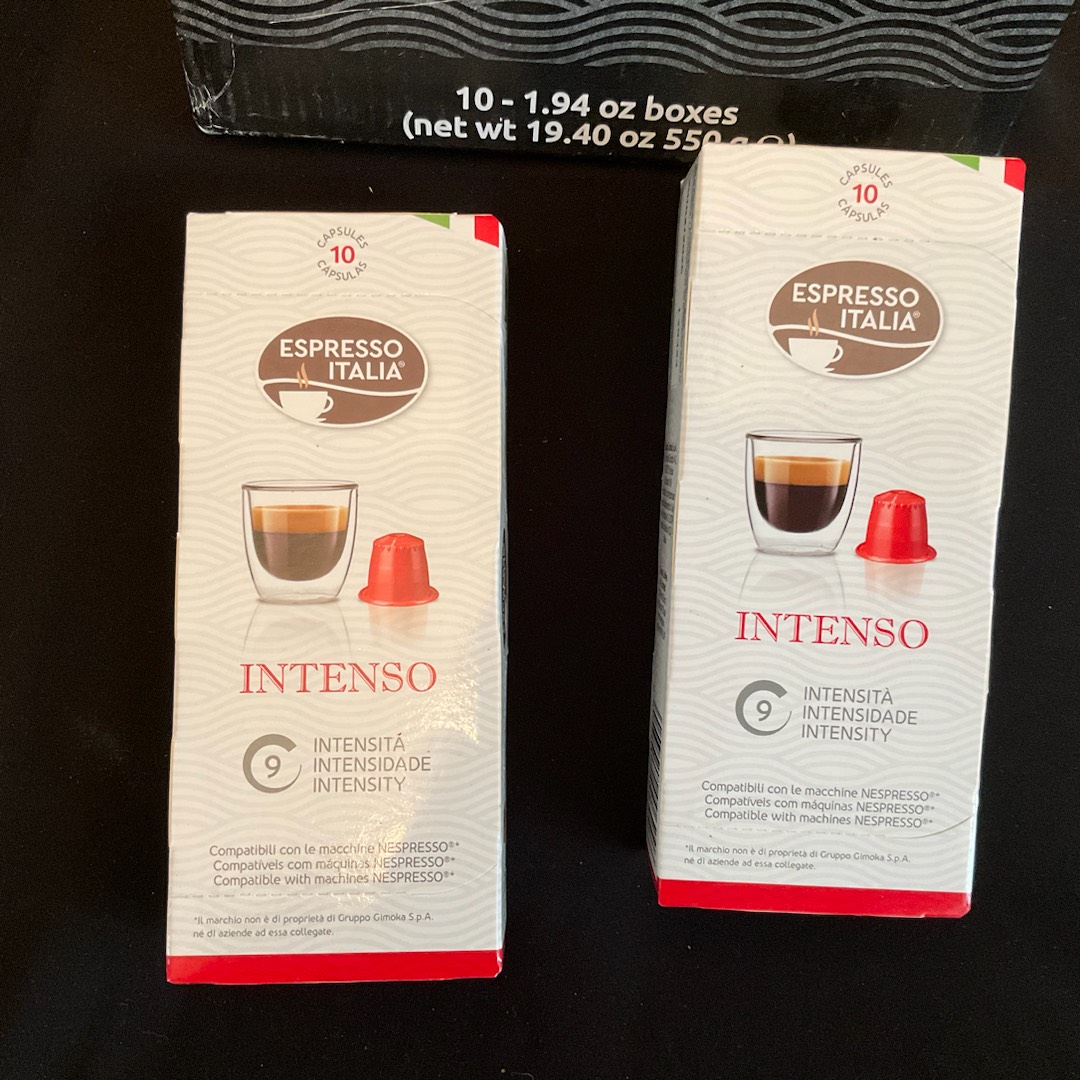 10 - 1.94 oz boxes
(net wt 19.40 oz 550 g
CAPSULES
10
CÁPSULAS
ESPRESSO
ITALIA®
INTENSO
9
INTENSITÁ
INTENSIDADE
INTENSITY
Compatibili con le macchine NESPRESSO®*
Compatíveis com máquinas NESPRESSO®*
Compatible with machines NESPRESSO®*
*Il marchio non è di proprietà di Gruppo Gimoka S.p.A.
né di aziende ad essa collegate.
CAPSULES
10
CÁPSULAS
ESPRESSO
ITALIA®
INTENSO
9
INTENSITÀ
INTENSIDADE
INTENSITY
Compatibili con le macchine NESPRESSO®*
Compatíveis com máquinas NESPRESSO®*
Compatible with machines NESPRESSO®*
*Il marchio non è di proprietà di Gruppo Gimoka S.p.A.
né di aziende ad essa collegate.